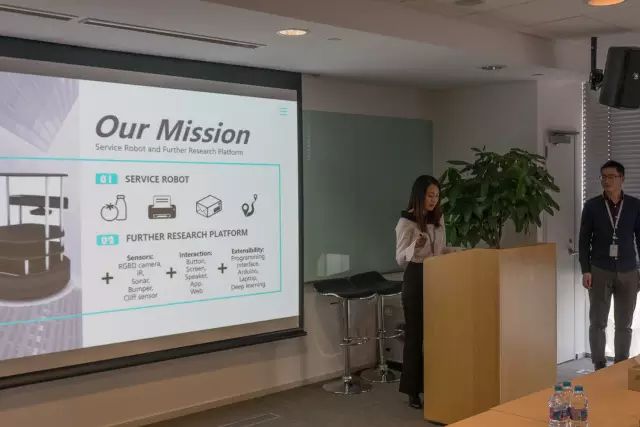 Our Mission
Service Robot and Further Research Platform
01 SERVICE ROBOT
02 FURTHER RESEARCH PLATFORM
Sensors:
RGBD camera,
IR,
Sonar,
Bumper,
Cliff sensor
+
Interaction:
Button,
Screen,
Speaker,
App,
Web
+
Extensibility:
Programming
interface,
Arduino,
Laptop,
Deep learning
+